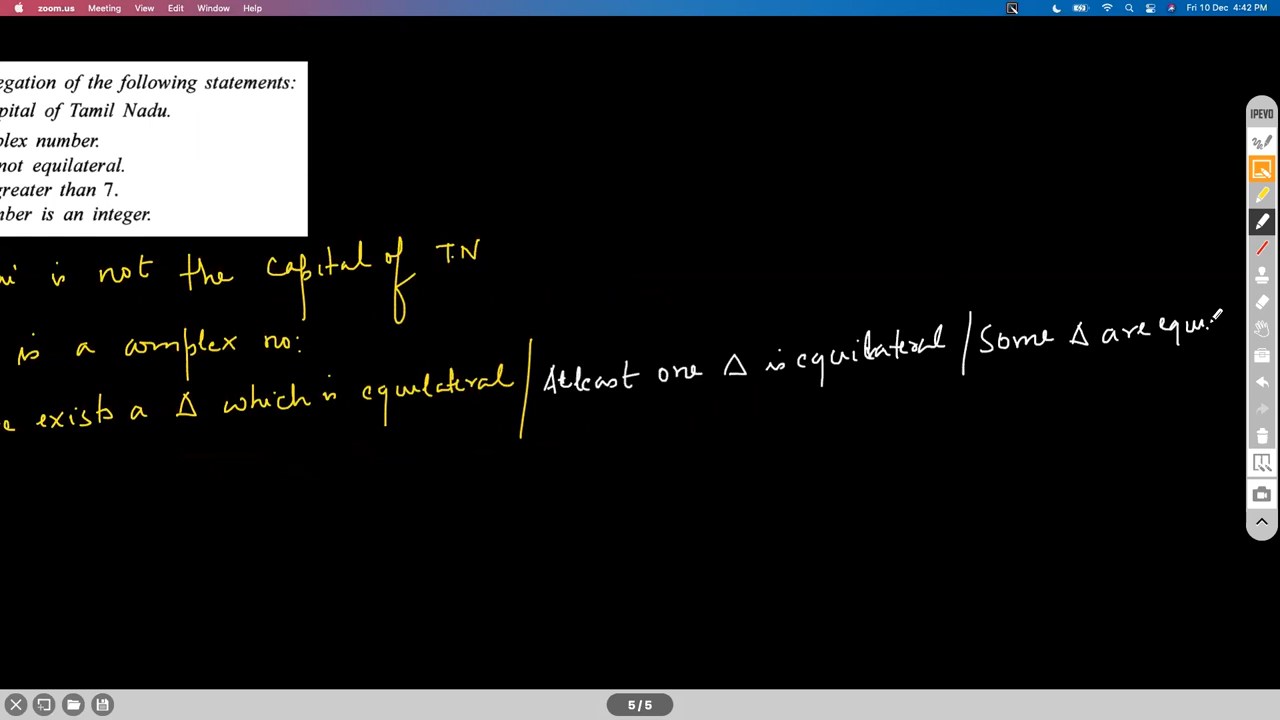 zoom.us Meeting View Edit Window Help Fri 10 Dec 4:42 PM
egation of the following statements:
pital of Tamil Nadu.
plex number.
not equilateral.
greater than 7.
nber is an integer.
IPEVO
ni is not the capital of T.N
is a complex no:
e exists a Δ which is equilateral / Atleast one Δ is equilateral / Some Δ are equi
5/5